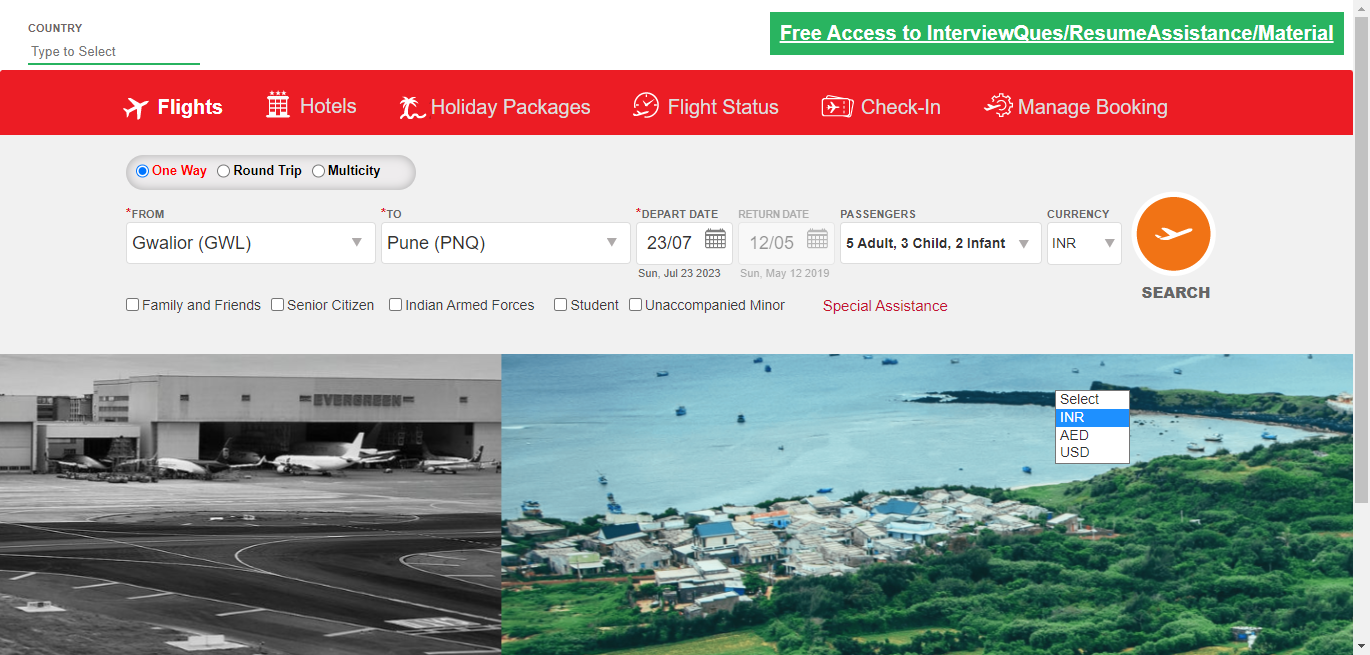 COUNTRY
Type to Select
Free Access to InterviewQues/ResumeAssistance/Material
Flights Hotels Holiday Packages Flight Status Check-In Manage Booking
One Way Round Trip Multicity
*FROM *TO *DEPART DATE RETURN DATE PASSENGERS CURRENCY
Gwalior (GWL) Pune (PNQ) 23/07 12/05 5 Adult, 3 Child, 2 Infant INR
Sun, Jul 23 2023 Sun, May 12 2019
SEARCH
Family and Friends Senior Citizen Indian Armed Forces Student Unaccompanied Minor Special Assistance
EVERGREEN
Select
INR
AED
USD